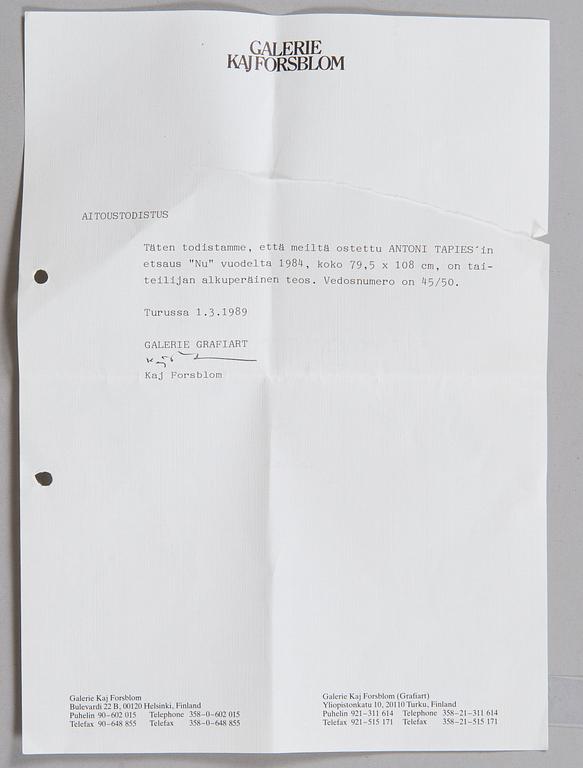 GALERIE
KAJ FORSBLOM
AITOUSTODISTUS
Täten todistamme, että meiltä ostettu ANTONI TAPIES´in
etsaus "Nu" vuodelta 1984, koko 79,5 x 108 cm, on tai-
teilijan alkuperäinen teos. Vedosnumero on 45/50.
Turussa 1.3.1989
GALERIE GRAFIART
Kaj Forsblom
Galerie Kaj Forsblom
Bulevardi 22 B, 00120 Helsinki, Finland
Puhelin 90–602 015 Telephone 358–0–602 015
Telefax 90–648 855 Telefax 358–0–648 855
Galerie Kaj Forsblom (Grafiart)
Yliopistonkatu 10, 20110 Turku, Finland
Puhelin 921–311 614 Telephone 358–21–311 614
Telefax 921–515 171 Telefax 358–21–515 171